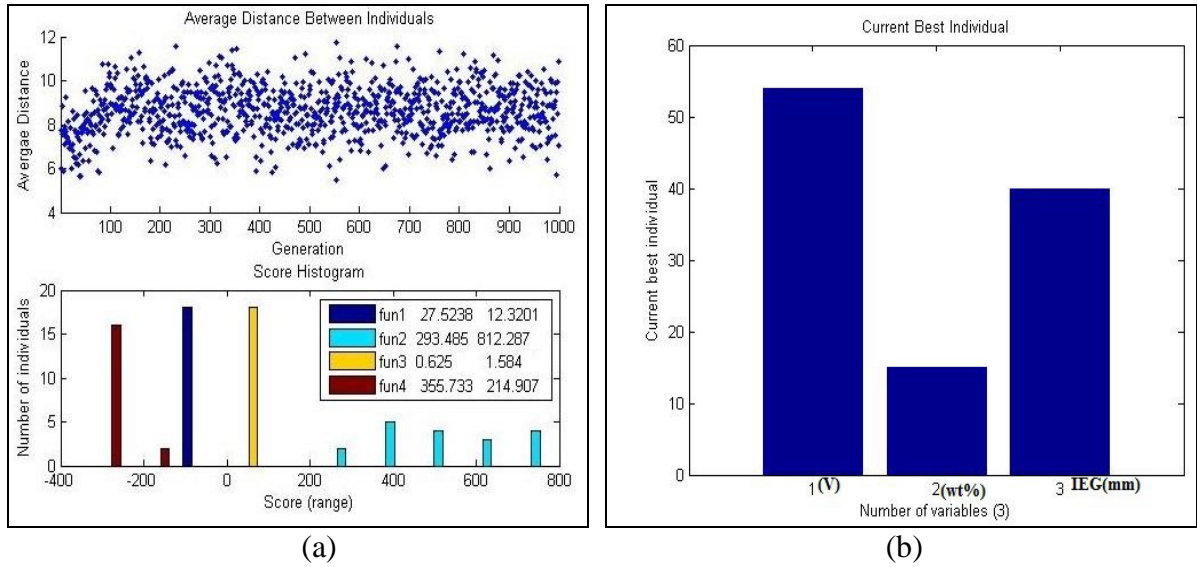 Average Distance Between Individuals
Avergae Distance
12
10
8
6
4
100 200 300 400 500 600 700 800 900 1000
Generation
Score Histogram
Number of individuals
20
15
10
5
0
fun1 27.5238 12.3201
fun2 293.485 812.287
fun3 0.625 1.584
fun4 355.733 214.907
-400 -200 0 200 400 600 800
Score (range)
(a)
Current Best Individual
Current best individual
60
50
40
30
20
10
0
1(V) 2(wt%) 3 IEG(mm)
Number of variables (3)
(b)